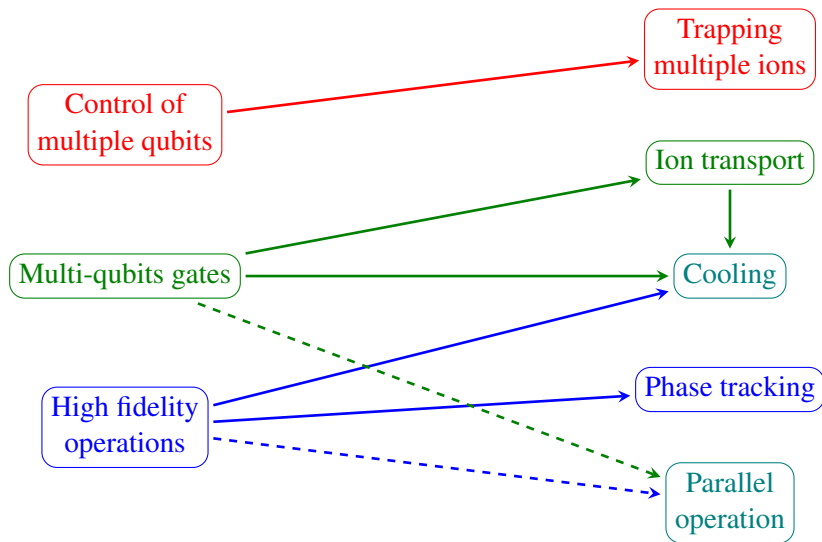 Trapping
multiple ions
Control of
multiple qubits
Ion transport
Multi-qubits gates
Cooling
High fidelity
operations
Phase tracking
Parallel
operation